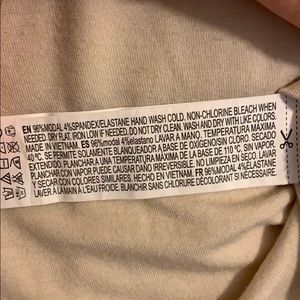 EN 96%MODAL 4%SPANDEX/ELASTANE HAND WASH COLD. NON-CHLORINE BLEACH WHEN
NEEDED. DRY FLAT. IRON LOW IF NEEDED. DO NOT DRY CLEAN. WASH AND DRY WITH LIKE COLORS.
MADE IN VIETNAM. ES 96%modal 4%elastano LAVAR A MANO. TEMPERATURA MÁXIMA
40 ºC. SE PERMITE SOLAMENTE BLANQUEADOR A BASE DE OXIGENO/SIN CLORO. SECADO
EXTENDIDO. PLANCHAR A UNA TEMPERATURA MÁXIMA DE LA BASE DE 110 °C, SIN VAPOR.
PLANCHAR CON VAPOR PUEDE CAUSAR DAÑO IRREVERSIBLE. NO LIMPIAR EN SECO. LAVAR
Y SECAR CON COLORES SIMILARES. HECHO EN VIETNAM. FR 96%MODAL 4%ÉLASTANE
LAVER À LA MAIN À L'EAU FROIDE. BLANCHIR SANS CHLORURE DÉCOLORANT SI NÉCESSAIRE.